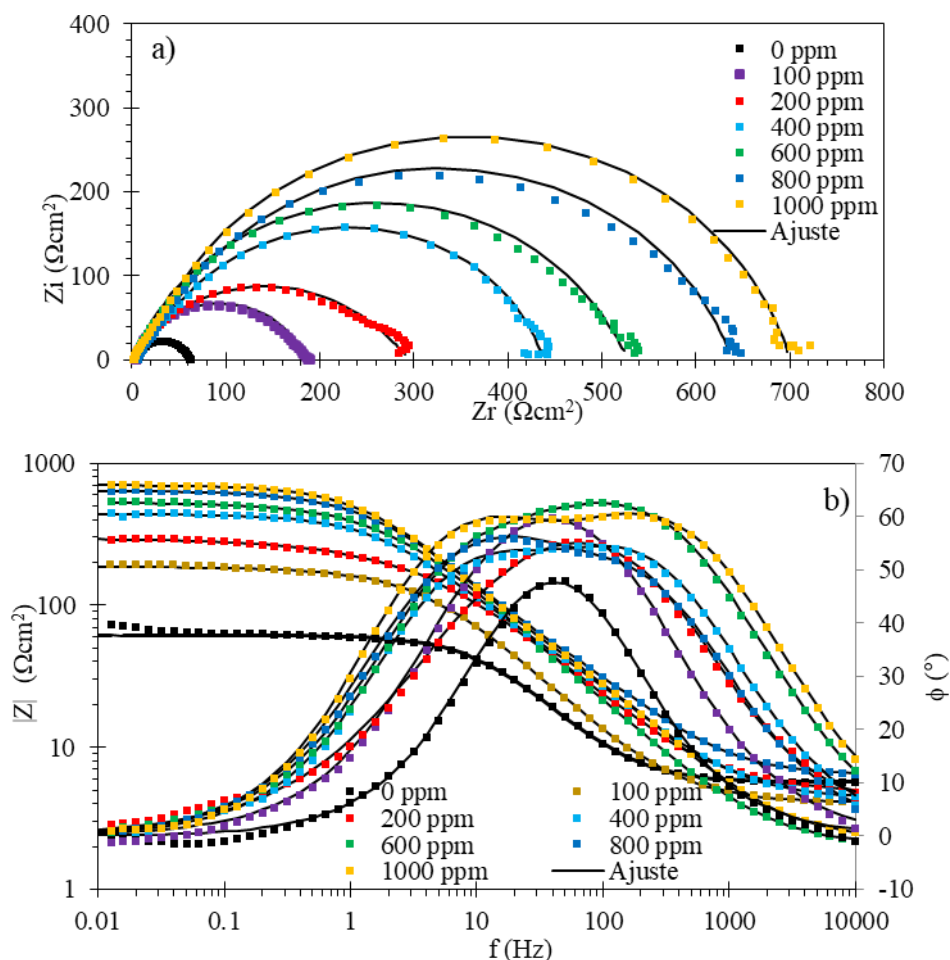 a)
400
300
200
100
0
Zi (Ωcm²)
0 100 200 300 400 500 600 700 800
Zr (Ωcm²)
0 ppm
100 ppm
200 ppm
400 ppm
600 ppm
800 ppm
1000 ppm
Ajuste
b)
1000
100
10
1
|Z| (Ωcm²)
70
60
50
40
30
20
10
0
-10
ϕ (°)
0 ppm 100 ppm
200 ppm 400 ppm
600 ppm 800 ppm
1000 ppm Ajuste
0.01 0.1 1 10 100 1000 10000
f (Hz)